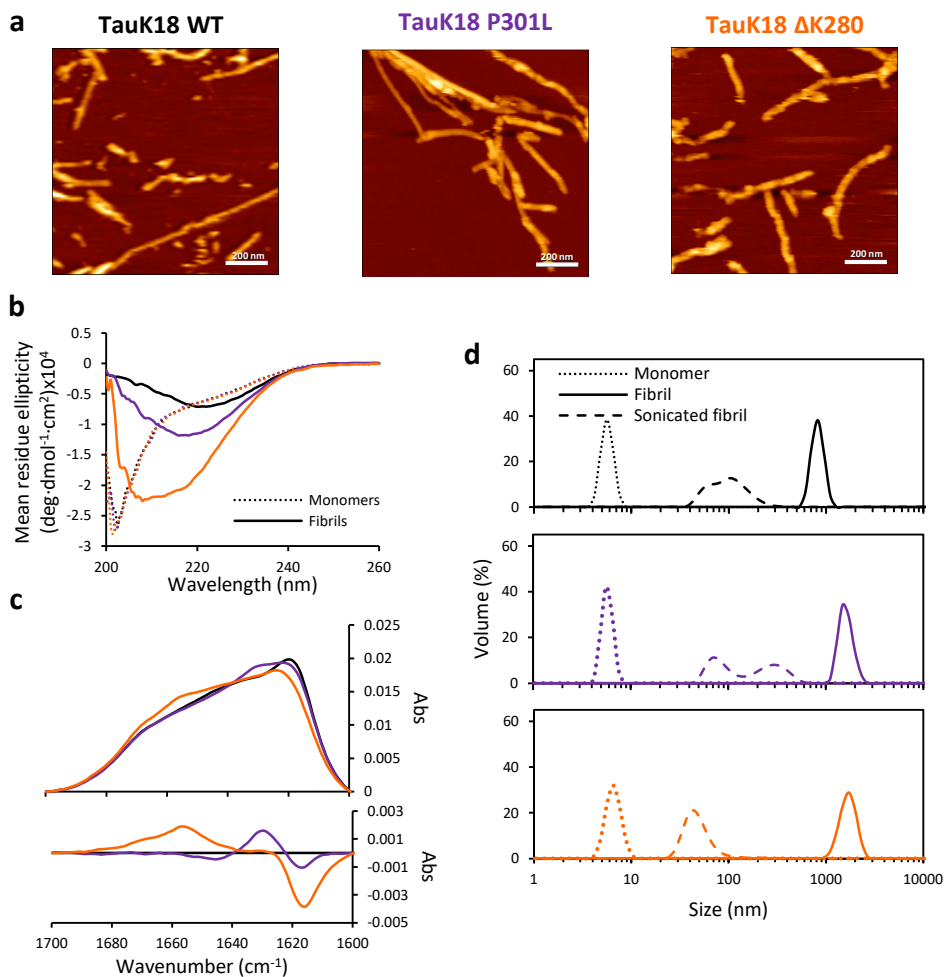 a
TauK18 WT
TauK18 P301L
TauK18 ΔK280
200 nm
200 nm
200 nm
b
Mean residue ellipticity
(deg·dmol⁻¹·cm²)x10⁴
0.5
0
-0.5
-1
-1.5
-2
-2.5
-3
Monomers
Fibrils
200 220 240 260
Wavelength (nm)
c
0.025
0.02
0.015
0.01
0.005
0
Abs
0.003
0.001
-0.001
-0.003
-0.005
Abs
1700 1680 1660 1640 1620 1600
Wavenumber (cm⁻¹)
d
60
40
20
0
Monomer
Fibril
Sonicated fibril
60
40
20
0
Volume (%)
60
40
20
0
1 10 100 1000 10000
Size (nm)